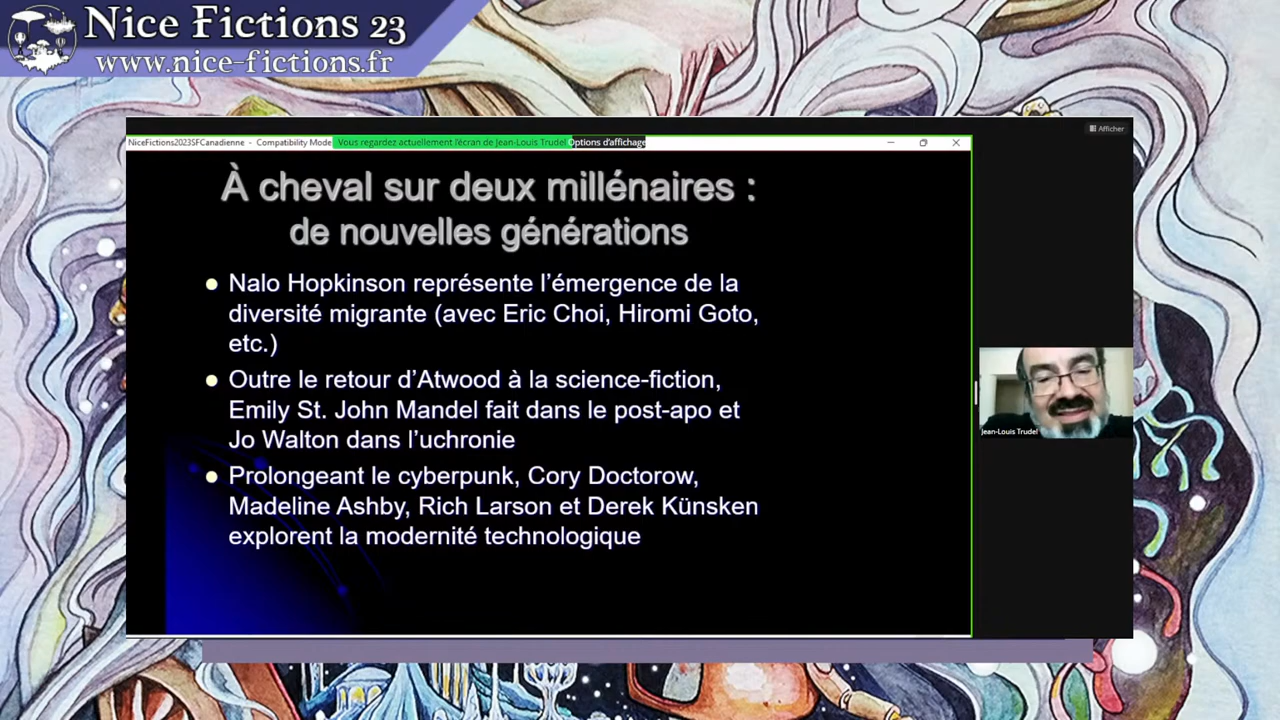 Nice Fictions 23
www.nice-fictions.fr
Afficher
NiceFictions2023SFCanadienne - Compatibility Mode
Vous regardez actuellement l'écran de Jean-Louis Trudel
Options d'affichage
À cheval sur deux millénaires :
de nouvelles générations
Nalo Hopkinson représente l'émergence de la
diversité migrante (avec Eric Choi, Hiromi Goto,
etc.)
Outre le retour d'Atwood à la science-fiction,
Emily St. John Mandel fait dans le post-apo et
Jo Walton dans l'uchronie
Prolongeant le cyberpunk, Cory Doctorow,
Madeline Ashby, Rich Larson et Derek Künsken
explorent la modernité technologique
Jean-Louis Trudel